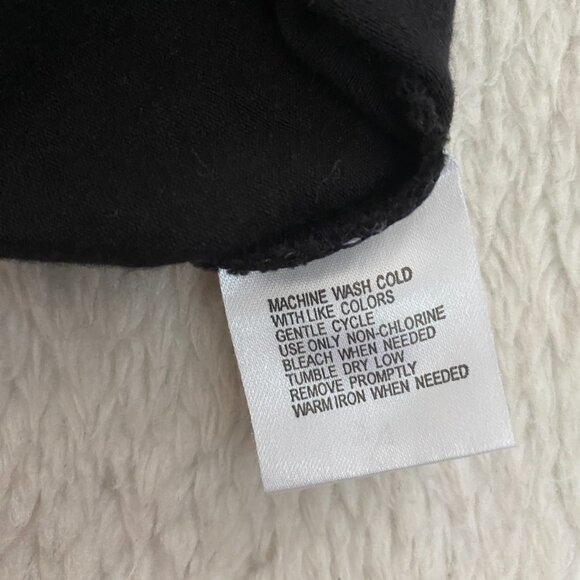 MACHINE WASH COLD
WITH LIKE COLORS
GENTLE CYCLE
USE ONLY NON-CHLORINE
BLEACH WHEN NEEDED
TUMBLE DRY LOW
REMOVE PROMPTLY
WARM IRON WHEN NEEDED